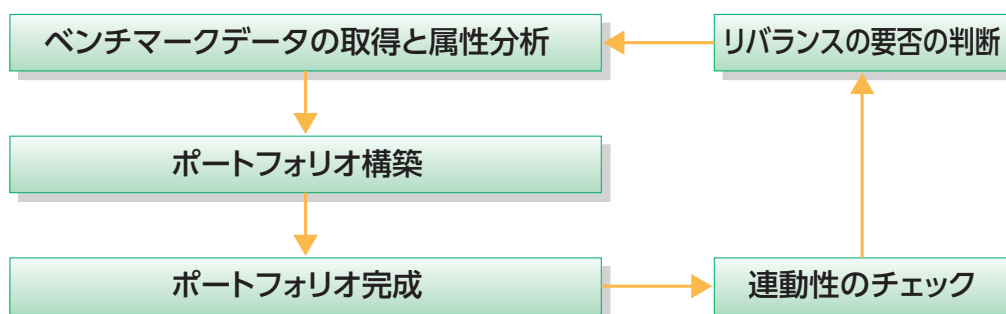 ベンチマークデータの取得と属性分析
リバランスの要否の判断
ポートフォリオ構築
ポートフォリオ完成
連動性のチェック